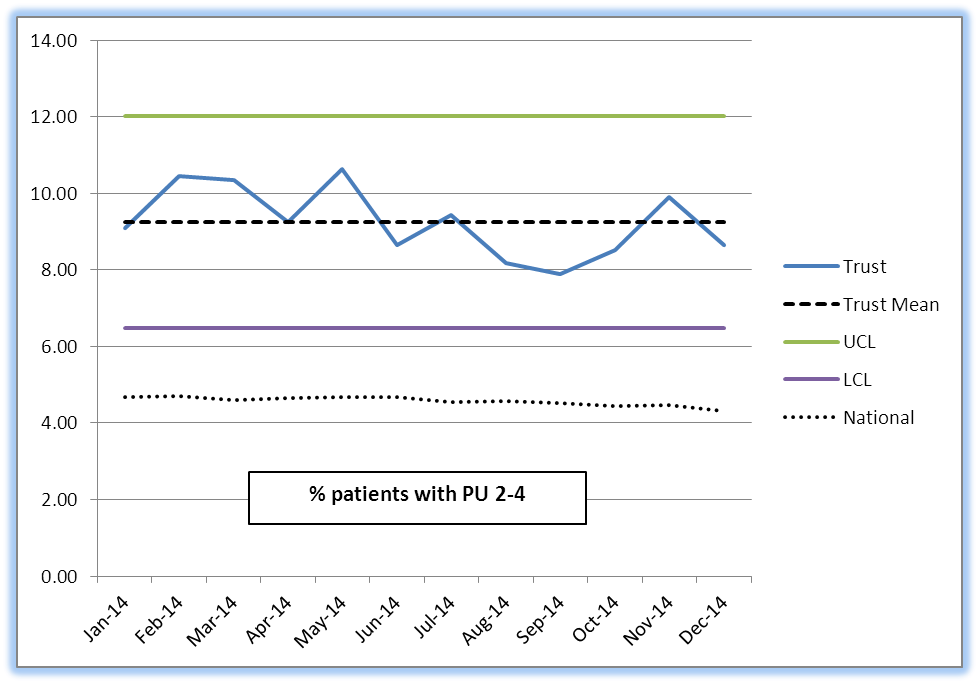 14.00
12.00
10.00
8.00
6.00
4.00
2.00
0.00
% patients with PU 2-4
Jan-14
Feb-14
Mar-14
Apr-14
May-14
Jun-14
Jul-14
Aug-14
Sep-14
Oct-14
Nov-14
Dec-14
Trust
Trust Mean
UCL
LCL
National